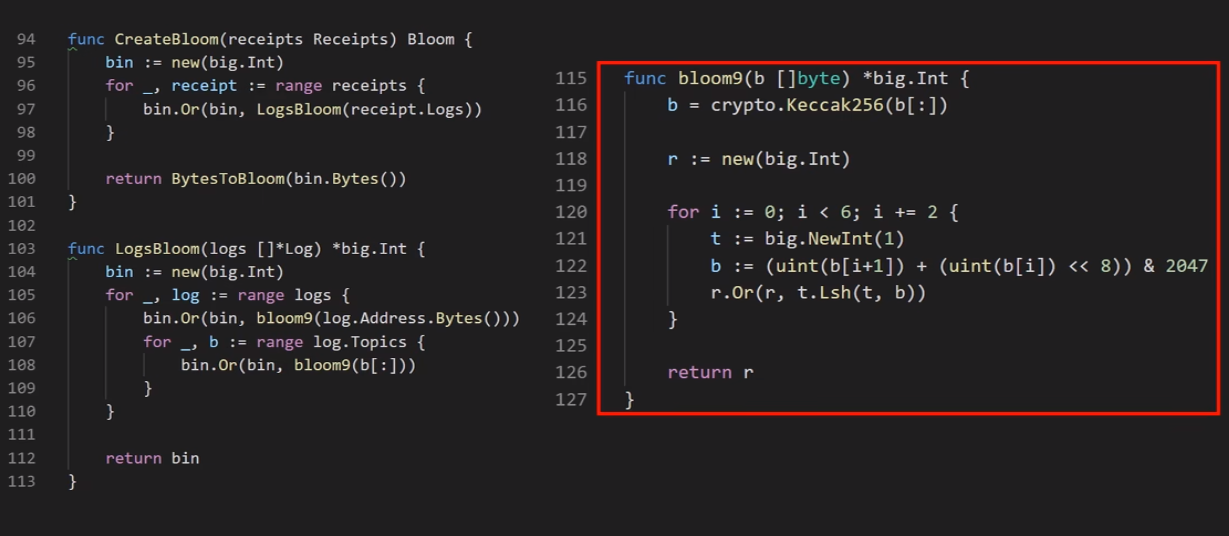 94 func CreateBloom(receipts Receipts) Bloom {
95 bin := new(big.Int)
96 for _, receipt := range receipts {
97 bin.Or(bin, LogsBloom(receipt.Logs))
98 }
99
100 return BytesToBloom(bin.Bytes())
101 }
102
103 func LogsBloom(logs []*Log) *big.Int {
104 bin := new(big.Int)
105 for _, log := range logs {
106 bin.Or(bin, bloom9(log.Address.Bytes()))
107 for _, b := range log.Topics {
108 bin.Or(bin, bloom9(b[:]))
109 }
110 }
111
112 return bin
113 }
115 func bloom9(b []byte) *big.Int {
116 b = crypto.Keccak256(b[:])
117
118 r := new(big.Int)
119
120 for i := 0; i < 6; i += 2 {
121 t := big.NewInt(1)
122 b := (uint(b[i+1]) + (uint(b[i]) << 8)) & 2047
123 r.Or(r, t.Lsh(t, b))
124 }
125
126 return r
127 }